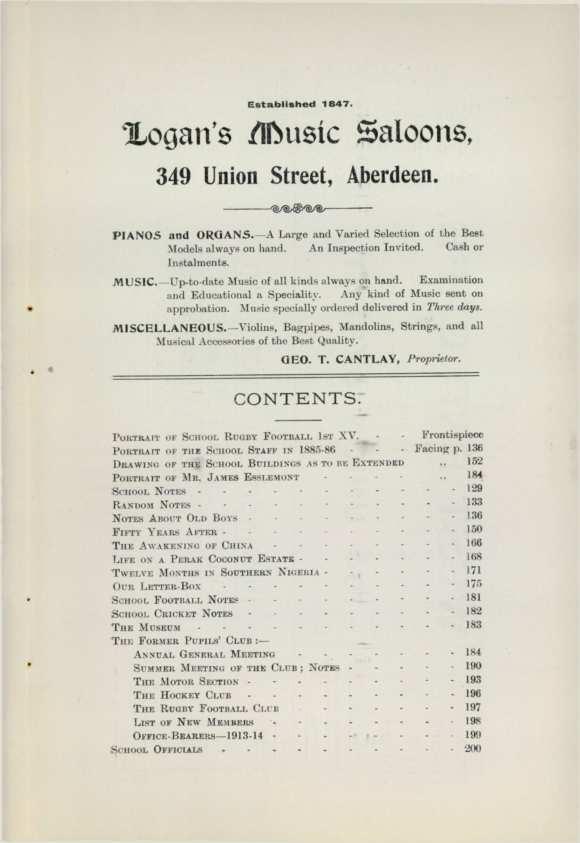 Established 1847.
Logan's Music Saloons,
349 Union Street, Aberdeen.
PIANOS and ORGANS.—A Large and Varied Selection of the Best
Models always on hand. An Inspection Invited. Cash or
Instalments.
MUSIC.—Up-to-date Music of all kinds always on hand. Examination
and Educational a Speciality. Any kind of Music sent on
approbation. Music specially ordered delivered in Three days.
MISCELLANEOUS.—Violins, Bagpipes, Mandolins, Strings, and all
Musical Accessories of the Best Quality.
GEO. T. CANTLAY, Proprietor.
CONTENTS.
PORTRAIT OF SCHOOL RUGBY FOOTBALL 1ST XV. - - Frontispiece
PORTRAIT OF THE SCHOOL STAFF IN 1885-86 - - - Facing p. 136
DRAWING OF THE SCHOOL BUILDINGS AS TO BE EXTENDED ,, 152
PORTRAIT OF MR. JAMES ESSLEMONT - - - - ,, 184
SCHOOL NOTES - - - - - - - - - - - 129
RANDOM NOTES - - - - - - - - - - - 133
NOTES ABOUT OLD BOYS - - - - - - - - - 136
FIFTY YEARS AFTER - - - - - - - - - - 150
THE AWAKENING OF CHINA - - - - - - - - 166
LIFE ON A PERAK COCONUT ESTATE - - - - - - - 168
TWELVE MONTHS IN SOUTHERN NIGERIA - - - - - - 171
OUR LETTER-BOX - - - - - - - - - - 175
SCHOOL FOOTBALL NOTES - - - - - - - - - 181
SCHOOL CRICKET NOTES - - - - - - - - - 182
THE MUSEUM - - - - - - - - - - - 183
THE FORMER PUPILS' CLUB:—
ANNUAL GENERAL MEETING - - - - - - - 184
SUMMER MEETING OF THE CLUB; NOTES - - - - - 190
THE MOTOR SECTION - - - - - - - - - 193
THE HOCKEY CLUB - - - - - - - - - 196
THE RUGBY FOOTBALL CLUB - - - - - - - 197
LIST OF NEW MEMBERS - - - - - - - - 198
OFFICE-BEARERS—1913-14 - - - - - - - - 199
SCHOOL OFFICIALS - - - - - - - - - - 200